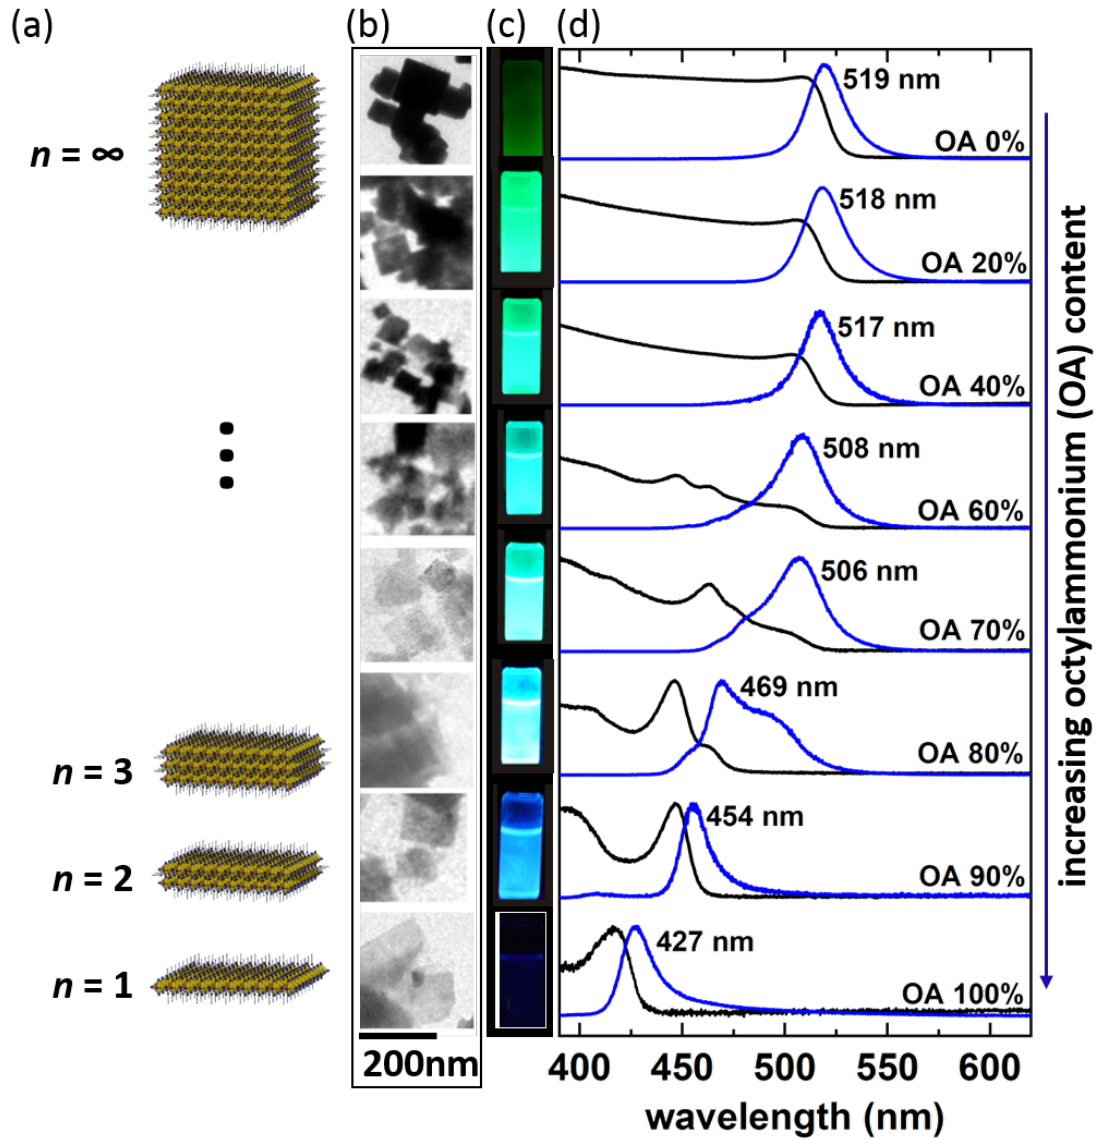 (a)
(b)
(c)
(d)
n = ∞
n = 3
n = 2
n = 1
200nm
519 nm
OA 0%
518 nm
OA 20%
517 nm
OA 40%
508 nm
OA 60%
506 nm
OA 70%
469 nm
OA 80%
454 nm
OA 90%
427 nm
OA 100%
400 450 500 550 600
wavelength (nm)
increasing octylammonium (OA) content